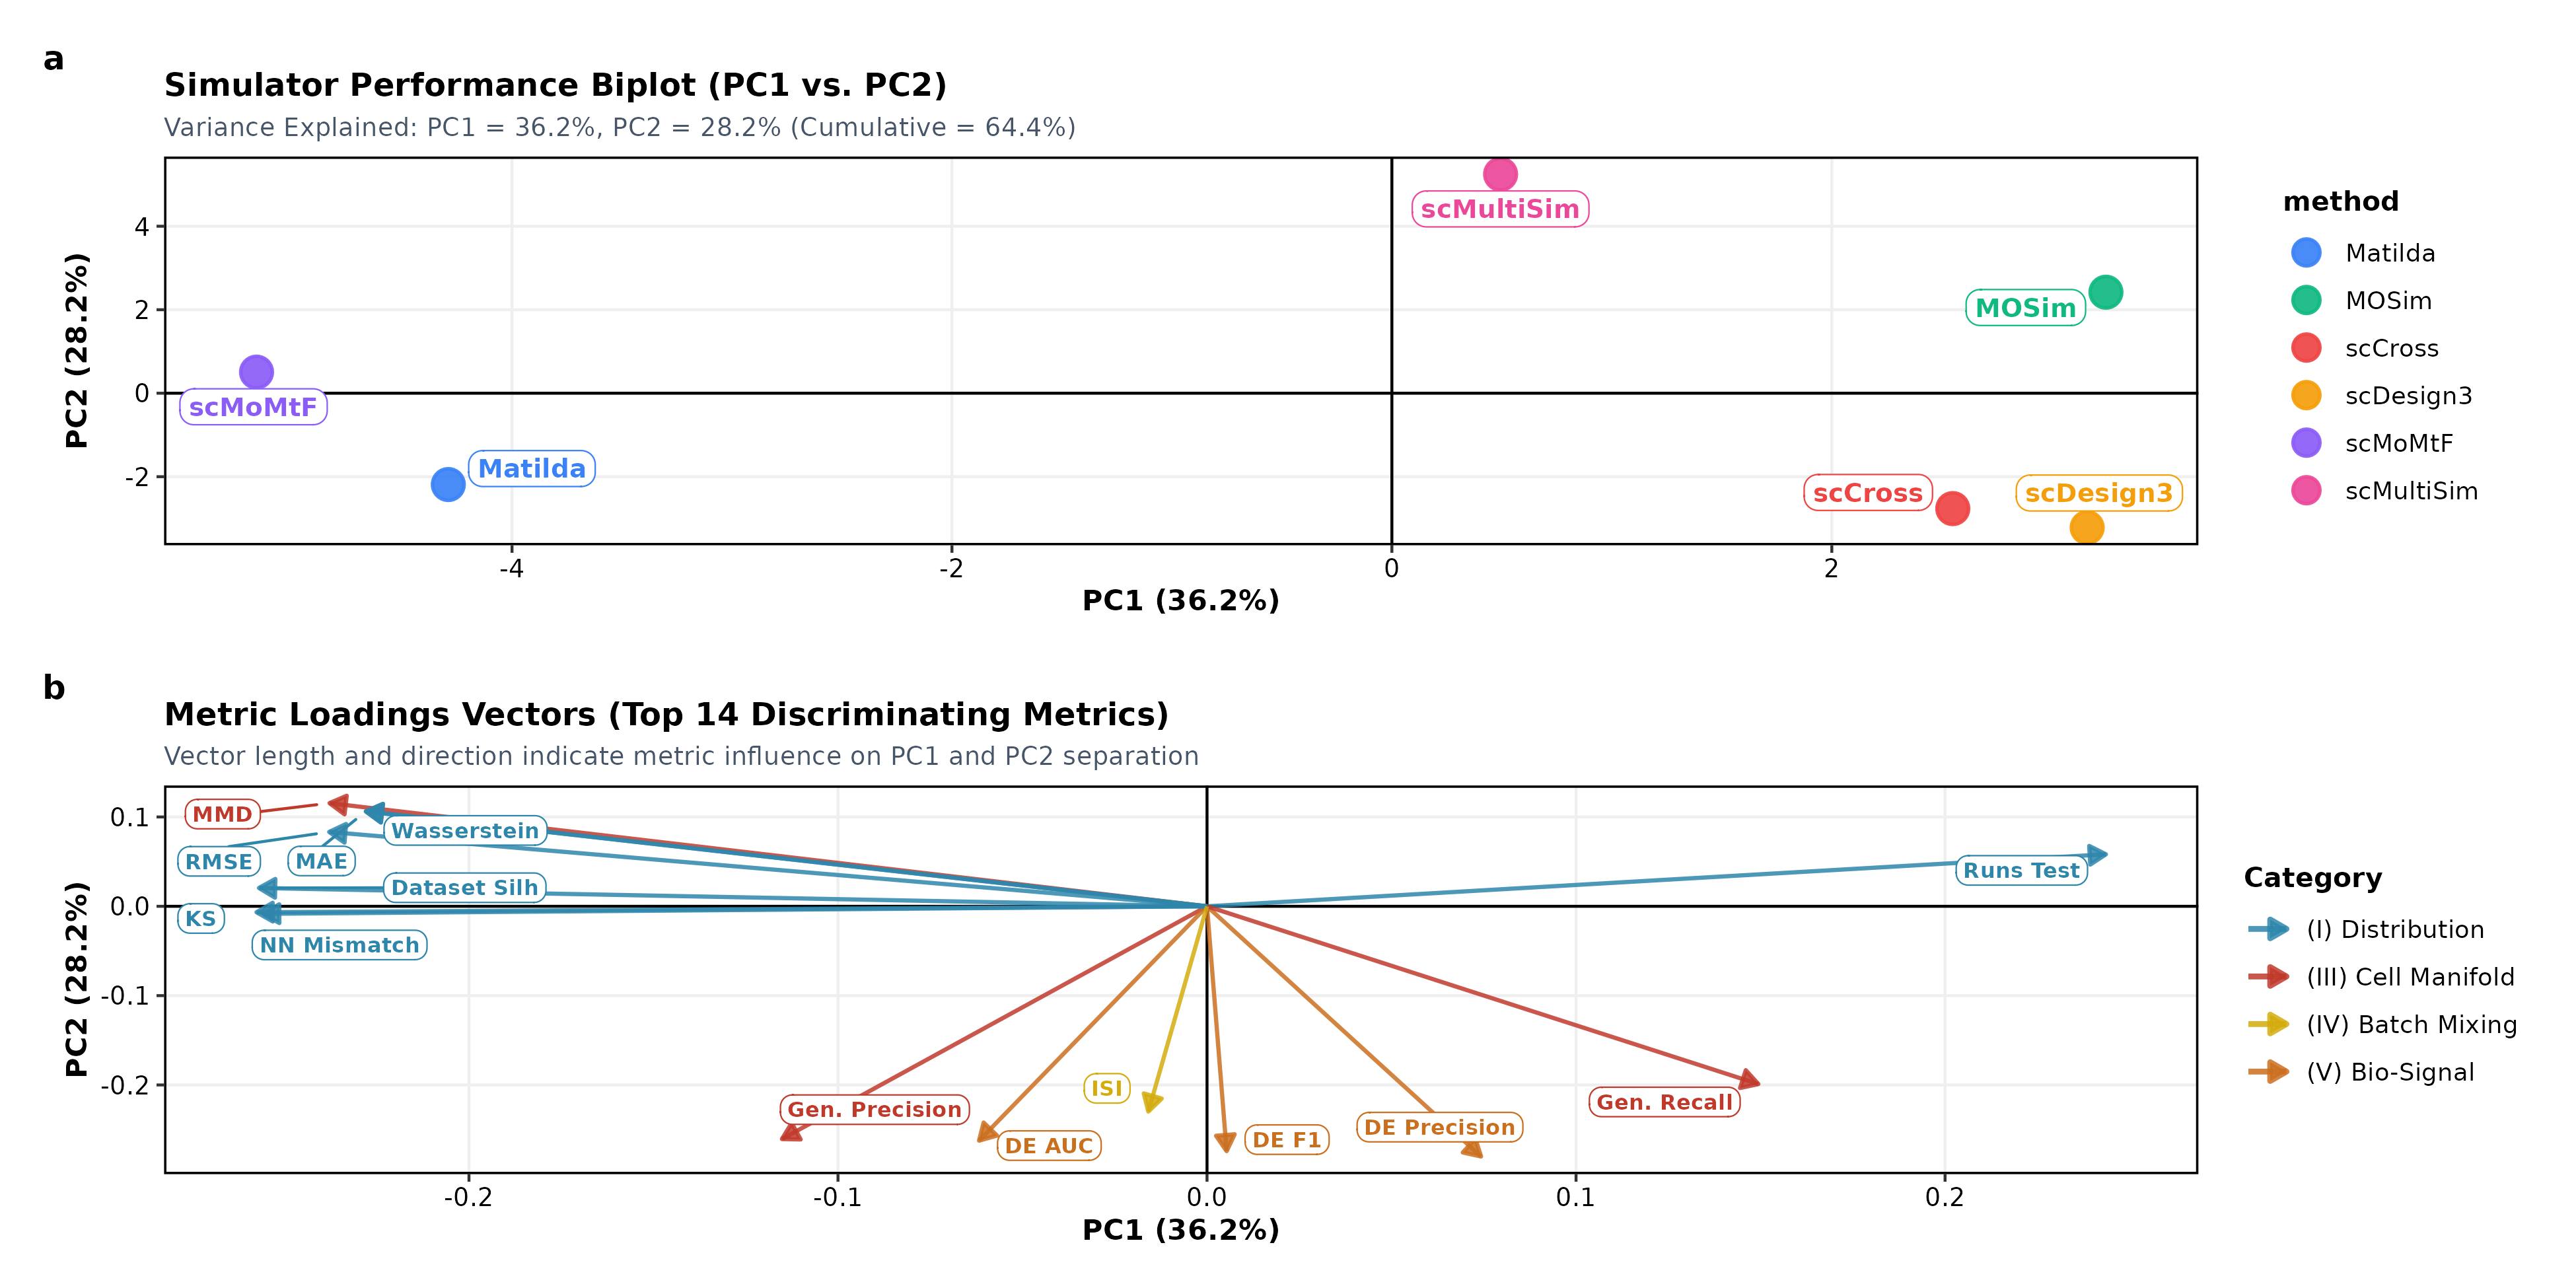 a
Simulator Performance Biplot (PC1 vs. PC2)
Variance Explained: PC1 = 36.2%, PC2 = 28.2% (Cumulative = 64.4%)
PC2 (28.2%)
4
2
0
-2
scMultiSim
MOSim
scMoMtF
Matilda
scCross
scDesign3
-4
-2
0
2
PC1 (36.2%)
method
Matilda
MOSim
scCross
scDesign3
scMoMtF
scMultiSim
b
Metric Loadings Vectors (Top 14 Discriminating Metrics)
Vector length and direction indicate metric influence on PC1 and PC2 separation
PC2 (28.2%)
0.1
0.0
-0.1
-0.2
MMD
Wasserstein
RMSE
MAE
Runs Test
Dataset Silh
KS
NN Mismatch
ISI
Gen. Recall
Gen. Precision
DE Precision
DE F1
DE AUC
-0.2
-0.1
0.0
0.1
0.2
PC1 (36.2%)
Category
(I) Distribution
(III) Cell Manifold
(IV) Batch Mixing
(V) Bio-Signal